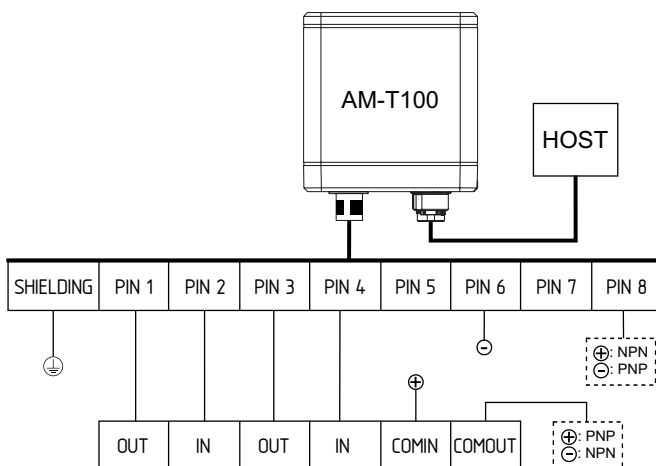 AM-T100
HOST
SHIELDING PIN 1 PIN 2 PIN 3 PIN 4 PIN 5 PIN 6 PIN 7 PIN 8
⊕: NPN
⊖: PNP
OUT IN OUT IN COMIN COMOUT
⊕: PNP
⊖: NPN